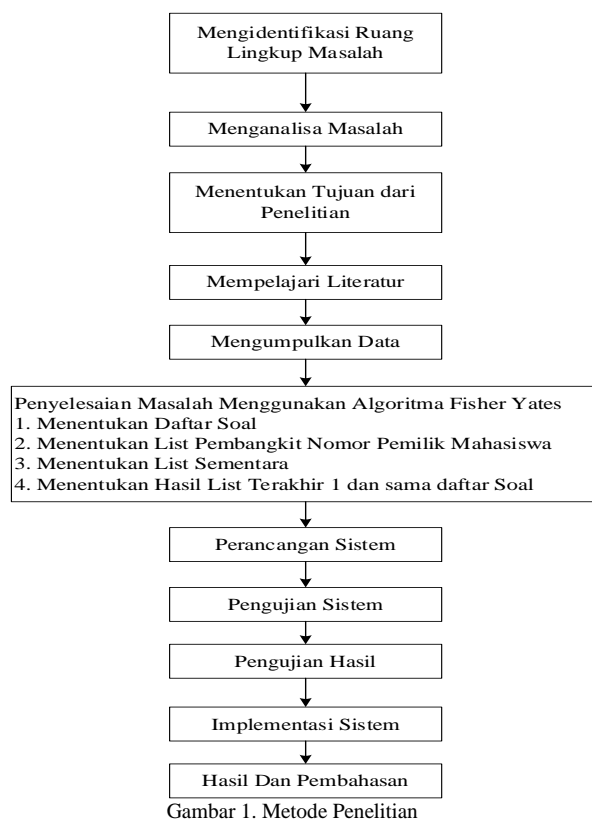 Mengidentifikasi Ruang
Lingkup Masalah
Menganalisa Masalah
Menentukan Tujuan dari
Penelitian
Mempelajari Literatur
Mengumpulkan Data
Penyelesaian Masalah Menggunakan Algoritma Fisher Yates
1. Menentukan Daftar Soal
2. Menentukan List Pembangkit Nomor Pemilik Mahasiswa
3. Menentukan List Sementara
4. Menentukan Hasil List Terakhir 1 dan sama daftar Soal
Perancangan Sistem
Pengujian Sistem
Pengujian Hasil
Implementasi Sistem
Hasil Dan Pembahasan
Gambar 1. Metode Penelitian